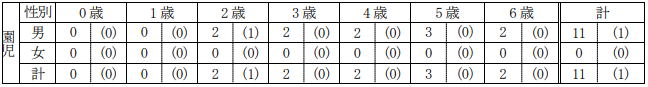 園児 性別 0歳 1歳 2歳 3歳 4歳 5歳 6歳 計
男 0 (0) 0 (0) 2 (1) 2 (0) 2 (0) 3 (0) 2 (0) 11 (1)
女 0 (0) 0 (0) 0 (0) 0 (0) 0 (0) 0 (0) 0 (0) 0 (0)
計 0 (0) 0 (0) 2 (1) 2 (0) 2 (0) 3 (0) 2 (0) 11 (1)